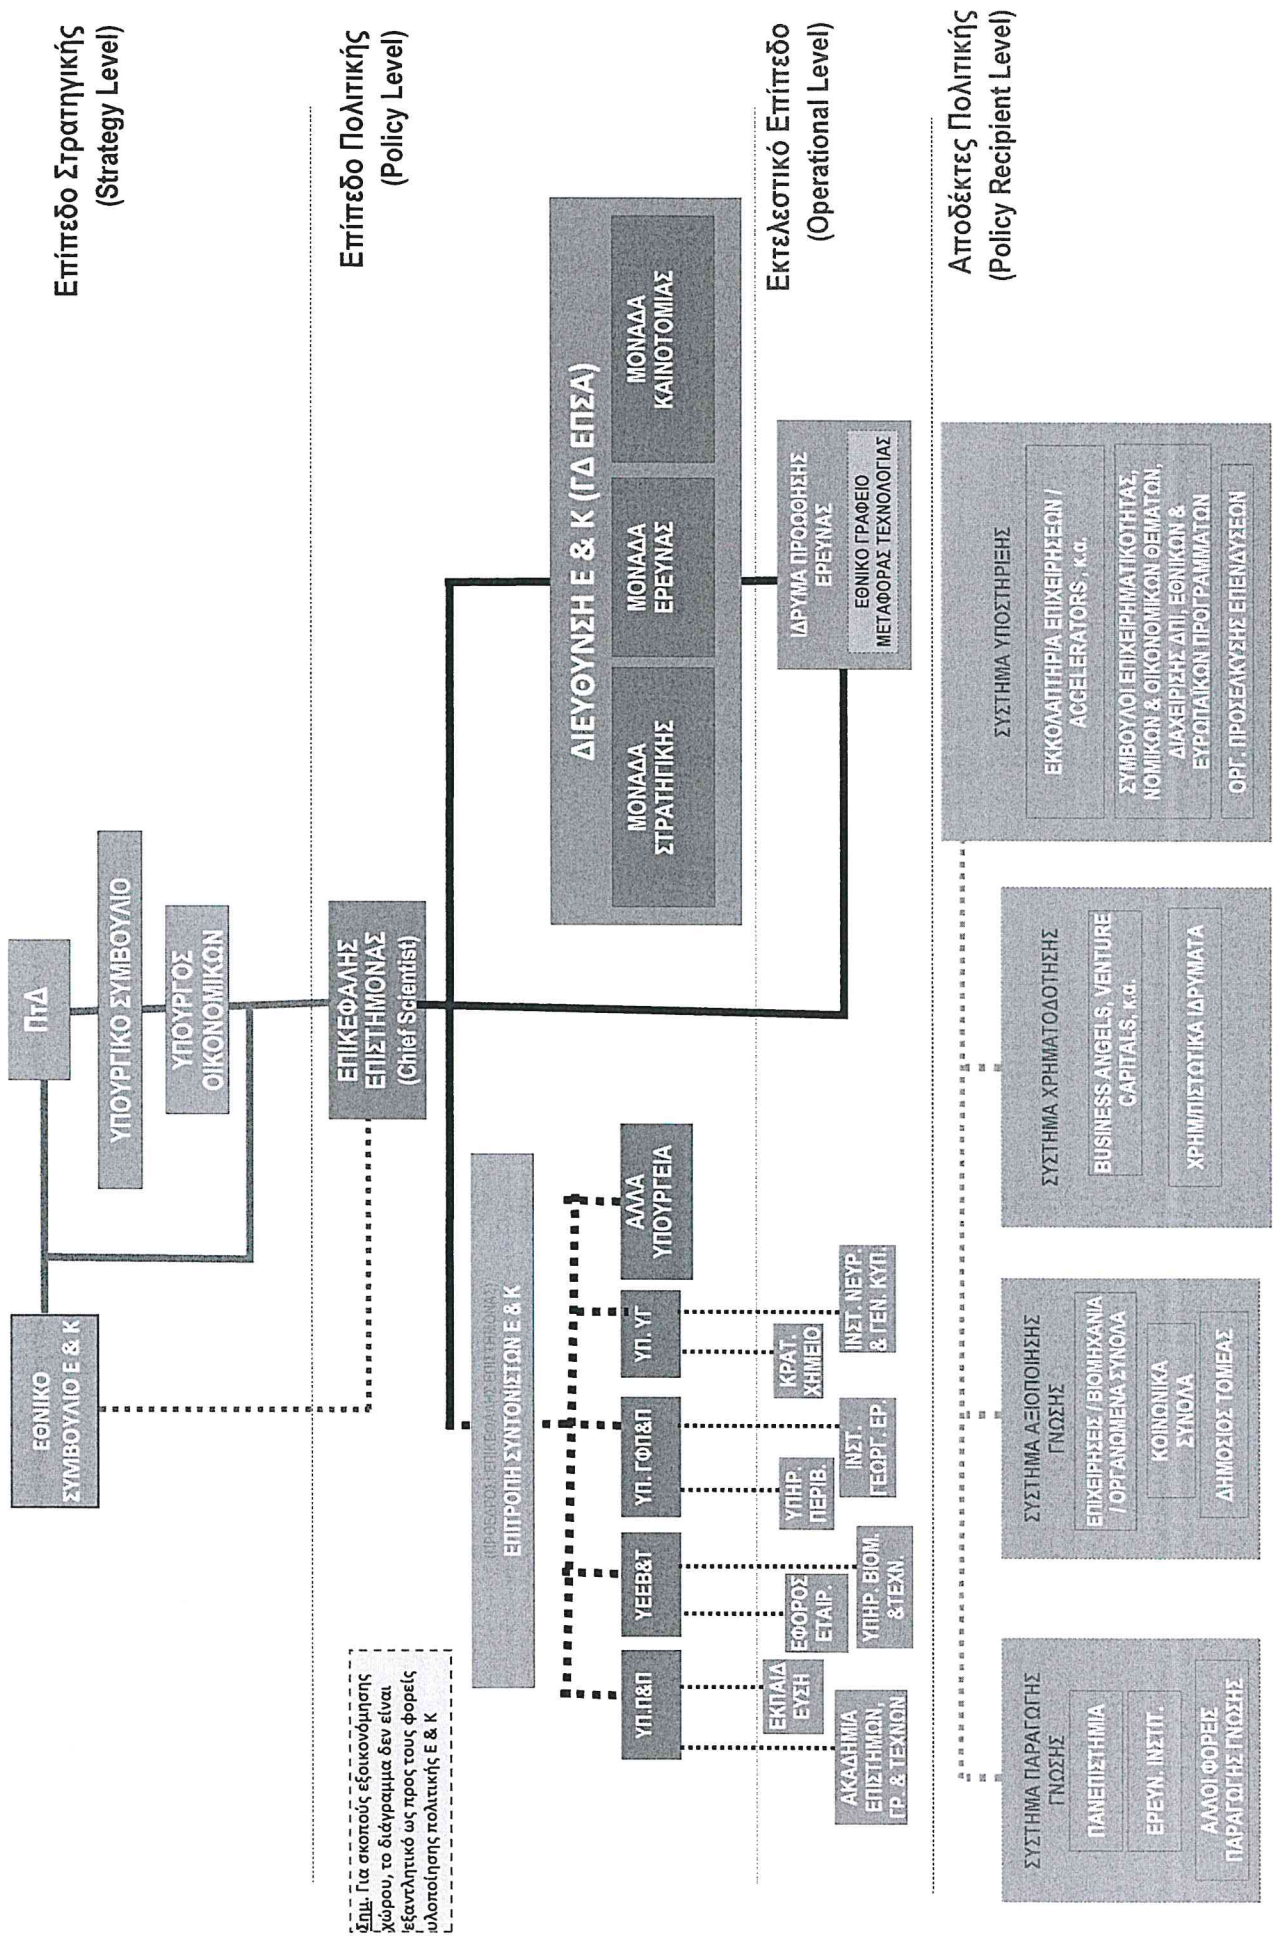 Επίπεδο Στρατηγικής
(Strategy Level)
ΠτΔ
ΕΘΝΙΚΟ
ΣΥΜΒΟΥΛΙΟ Ε & Κ
ΥΠΟΥΡΓΙΚΟ ΣΥΜΒΟΥΛΙΟ
ΥΠΟΥΡΓΟΣ
ΟΙΚΟΝΟΜΙΚΩΝ
Επίπεδο Πολιτικής
(Policy Level)
ΕΠΙΚΕΦΑΛΗΣ
ΕΠΙΣΤΗΜΟΝΑΣ
(Chief Scientist)
Σημ. Για σκοπούς εξοικονόμησης
χώρου, το διάγραμμα δεν είναι
εξαντλητικό ως προς τους φορείς
υλοποίησης πολιτικής Ε & Κ
(ΠΡΟΕΔΡΟΣ: ΕΠΙΚΕΦΑΛΗΣ ΕΠΙΣΤΗΜΟΝΑΣ)
ΕΠΙΤΡΟΠΗ ΣΥΝΤΟΝΙΣΤΩΝ Ε & Κ
ΥΠ.Π&Π
ΥΕΕΒ&Τ
ΥΠ. ΓΦΠ&Π
ΥΠ. ΥΓ
ΑΛΛΑ
ΥΠΟΥΡΓΕΙΑ
ΔΙΕΥΘΥΝΣΗ Ε & Κ (ΓΔ ΕΠΣΑ)
ΜΟΝΑΔΑ
ΣΤΡΑΤΗΓΙΚΗΣ
ΜΟΝΑΔΑ
ΕΡΕΥΝΑΣ
ΜΟΝΑΔΑ
ΚΑΙΝΟΤΟΜΙΑΣ
Εκτελεστικό Επίπεδο
(Operational Level)
ΕΚΠΑΙΔ
ΕΥΣΗ
ΑΚΑΔΗΜΙΑ
ΕΠΙΣΤΗΜΩΝ,
ΓΡ. & ΤΕΧΝΩΝ
ΕΦΟΡΟΣ
ΕΤΑΙΡ.
ΥΠΗΡ. ΒΙΟΜ.
&ΤΕΧΝ.
ΥΠΗΡ.
ΠΕΡΙΒ.
ΙΝΣΤ.
ΓΕΩΡΓ. ΕΡ.
ΚΡΑΤ.
ΧΗΜΕΙΟ
ΙΝΣΤ. ΝΕΥΡ.
& ΓΕΝ. ΚΥΠ.
ΙΔΡΥΜΑ ΠΡΟΩΘΗΣΗΣ
ΕΡΕΥΝΑΣ
ΕΘΝΙΚΟ ΓΡΑΦΕΙΟ
ΜΕΤΑΦΟΡΑΣ ΤΕΧΝΟΛΟΓΙΑΣ
Αποδέκτες Πολιτικής
(Policy Recipient Level)
ΣΥΣΤΗΜΑ ΠΑΡΑΓΩΓΗΣ
ΓΝΩΣΗΣ
ΠΑΝΕΠΙΣΤΗΜΙΑ
ΕΡΕΥΝ. ΙΝΣΤΙΤ.
ΑΛΛΟΙ ΦΟΡΕΙΣ
ΠΑΡΑΓΩΓΗΣ ΓΝΩΣΗΣ
ΣΥΣΤΗΜΑ ΑΞΙΟΠΟΙΗΣΗΣ
ΓΝΩΣΗΣ
ΕΠΙΧΕΙΡΗΣΕΙΣ / ΒΙΟΜΗΧΑΝΙΑ
/ ΟΡΓΑΝΩΜΕΝΑ ΣΥΝΟΛΑ
ΚΟΙΝΩΝΙΚΑ
ΣΥΝΟΛΑ
ΔΗΜΟΣΙΟΣ ΤΟΜΕΑΣ
ΣΥΣΤΗΜΑ ΧΡΗΜΑΤΟΔΟΤΗΣΗΣ
BUSINESS ANGELS, VENTURE
CAPITALS, κ.α.
ΧΡΗΜ/ΠΙΣΤΩΤΙΚΑ ΙΔΡΥΜΑΤΑ
ΣΥΣΤΗΜΑ ΥΠΟΣΤΗΡΙΞΗΣ
ΕΚΚΟΛΑΠΤΗΡΙΑ ΕΠΙΧΕΙΡΗΣΕΩΝ /
ACCELERATORS , κ.α.
ΣΥΜΒΟΥΛΟΙ ΕΠΙΧΕΙΡΗΜΑΤΙΚΟΤΗΤΑΣ,
ΝΟΜΙΚΩΝ & ΟΙΚΟΝΟΜΙΚΩΝ ΘΕΜΑΤΩΝ,
ΔΙΑΧΕΙΡΙΣΗΣ ΔΠΙ, ΕΘΝΙΚΩΝ &
ΕΥΡΩΠΑΪΚΩΝ ΠΡΟΓΡΑΜΜΑΤΩΝ
ΟΡΓ. ΠΡΟΣΕΛΚΥΣΗΣ ΕΠΕΝΔΥΣΕΩΝ